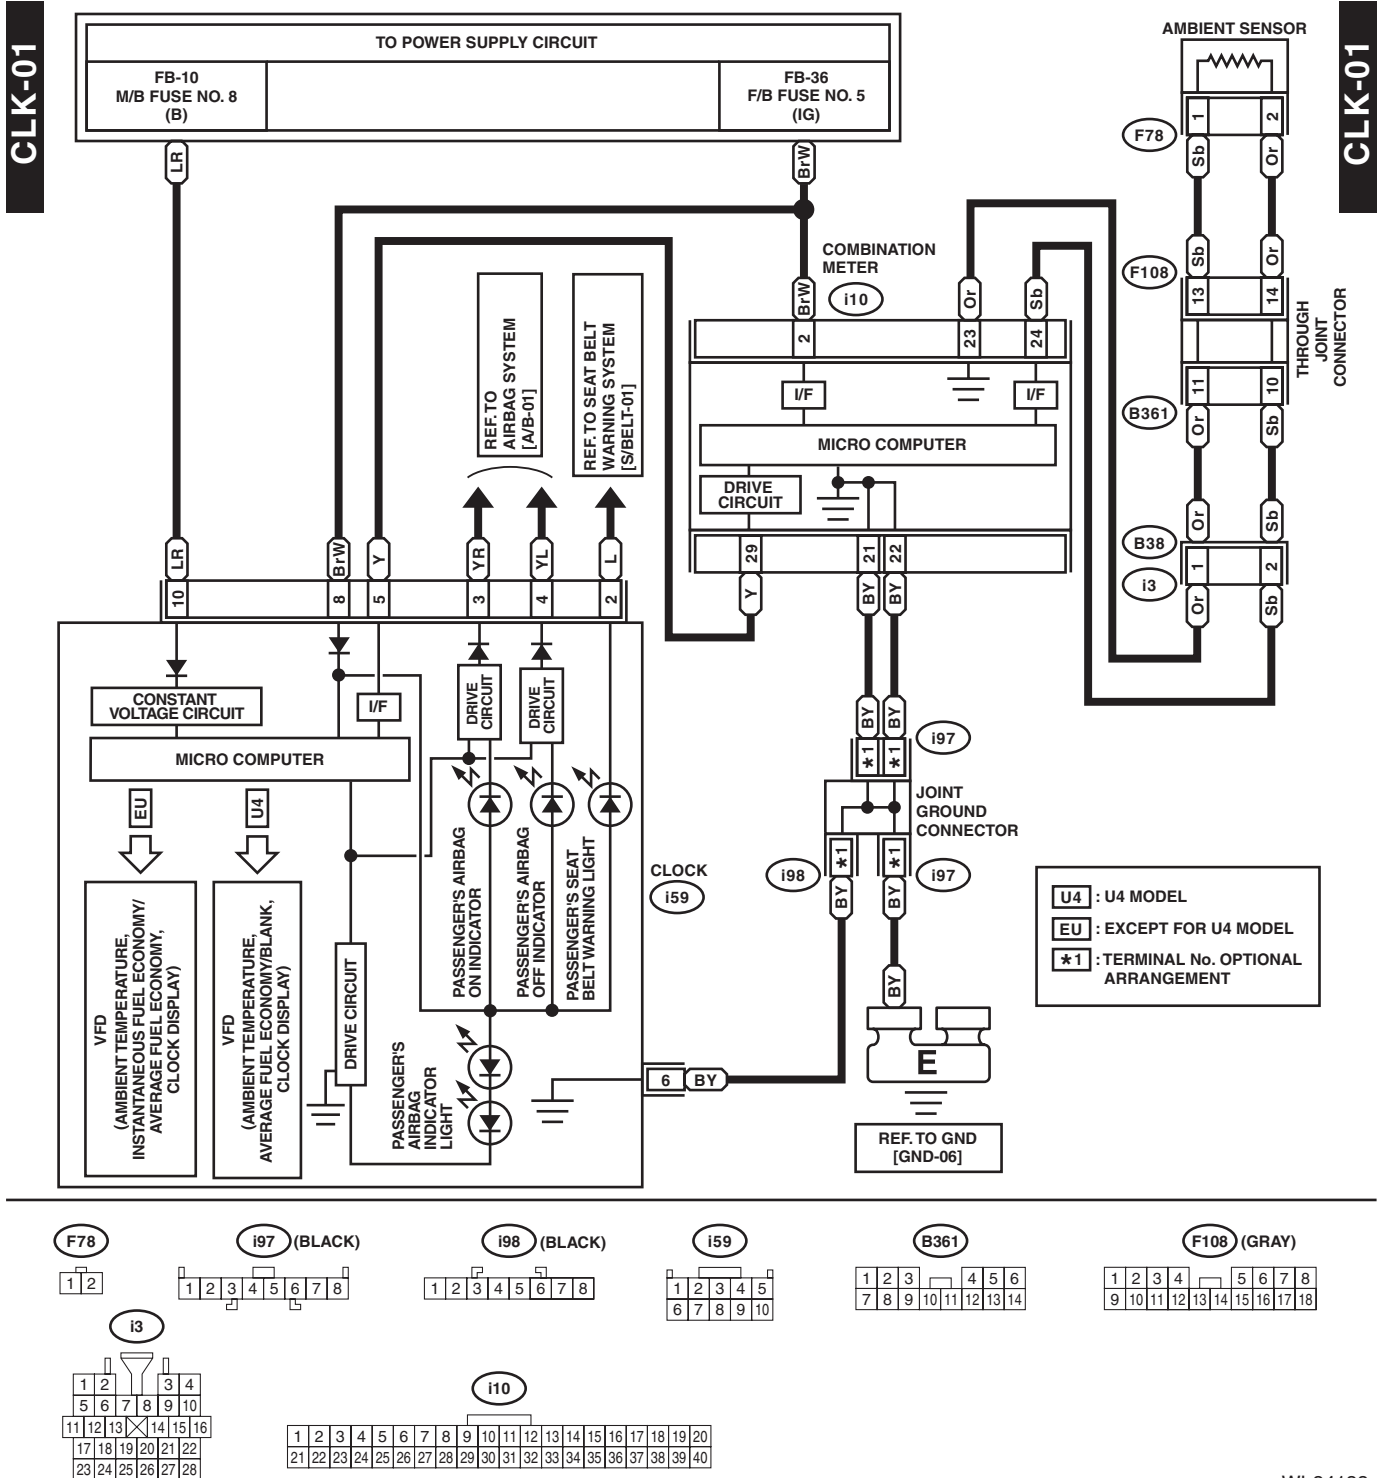 CLK-01
CLK-01
TO POWER SUPPLY CIRCUIT
FB-10
M/B FUSE NO. 8
(B)
FB-36
F/B FUSE NO. 5
(IG)
AMBIENT SENSOR
1
2
F78
LR
BrW
Sb
Or
Sb
Or
F108
13
14
THROUGH
JOINT
CONNECTOR
11
10
B361
Or
Sb
Or
Sb
B38
1
2
i3
Or
Sb
COMBINATION
METER
i10
BrW
Or
Sb
2
23
24
I/F
I/F
MICRO COMPUTER
DRIVE
CIRCUIT
29
21
22
Y
BY
BY
REF. TO
AIRBAG SYSTEM
[A/B-01]
REF. TO SEAT BELT
WARNING SYSTEM
[S/BELT-01]
LR
BrW
Y
YR
YL
L
10
8
5
3
4
2
CONSTANT
VOLTAGE CIRCUIT
I/F
DRIVE
CIRCUIT
DRIVE
CIRCUIT
MICRO COMPUTER
EU
U4
VFD
(AMBIENT TEMPERATURE,
INSTANTANEOUS FUEL ECONOMY/
AVERAGE FUEL ECONOMY,
CLOCK DISPLAY)
VFD
(AMBIENT TEMPERATURE,
AVERAGE FUEL ECONOMY/BLANK,
CLOCK DISPLAY)
DRIVE CIRCUIT
PASSENGER'S AIRBAG
ON INDICATOR
PASSENGER'S AIRBAG
OFF INDICATOR
PASSENGER'S SEAT
BELT WARNING LIGHT
PASSENGER'S
AIRBAG
INDICATOR
LIGHT
CLOCK
i59
6
BY
BY
BY
*1
*1
i97
JOINT
GROUND
CONNECTOR
i98
*1
*1
i97
BY
BY
BY
E
REF. TO GND
[GND-06]
U4 : U4 MODEL
EU : EXCEPT FOR U4 MODEL
*1 : TERMINAL No. OPTIONAL
ARRANGEMENT
F78
1 2
i97 (BLACK)
1 2 3 4 5 6 7 8
i98 (BLACK)
1 2 3 4 5 6 7 8
i59
1 2 3 4 5
6 7 8 9 10
B361
1 2 3 4 5 6
7 8 9 10 11 12 13 14
F108 (GRAY)
1 2 3 4 5 6 7 8
9 10 11 12 13 14 15 16 17 18
i3
1 2 3 4
5 6 7 8 9 10
11 12 13 14 15 16
17 18 19 20 21 22
23 24 25 26 27 28
i10
1 2 3 4 5 6 7 8 9 10 11 12 13 14 15 16 17 18 19 20
21 22 23 24 25 26 27 28 29 30 31 32 33 34 35 36 37 38 39 40